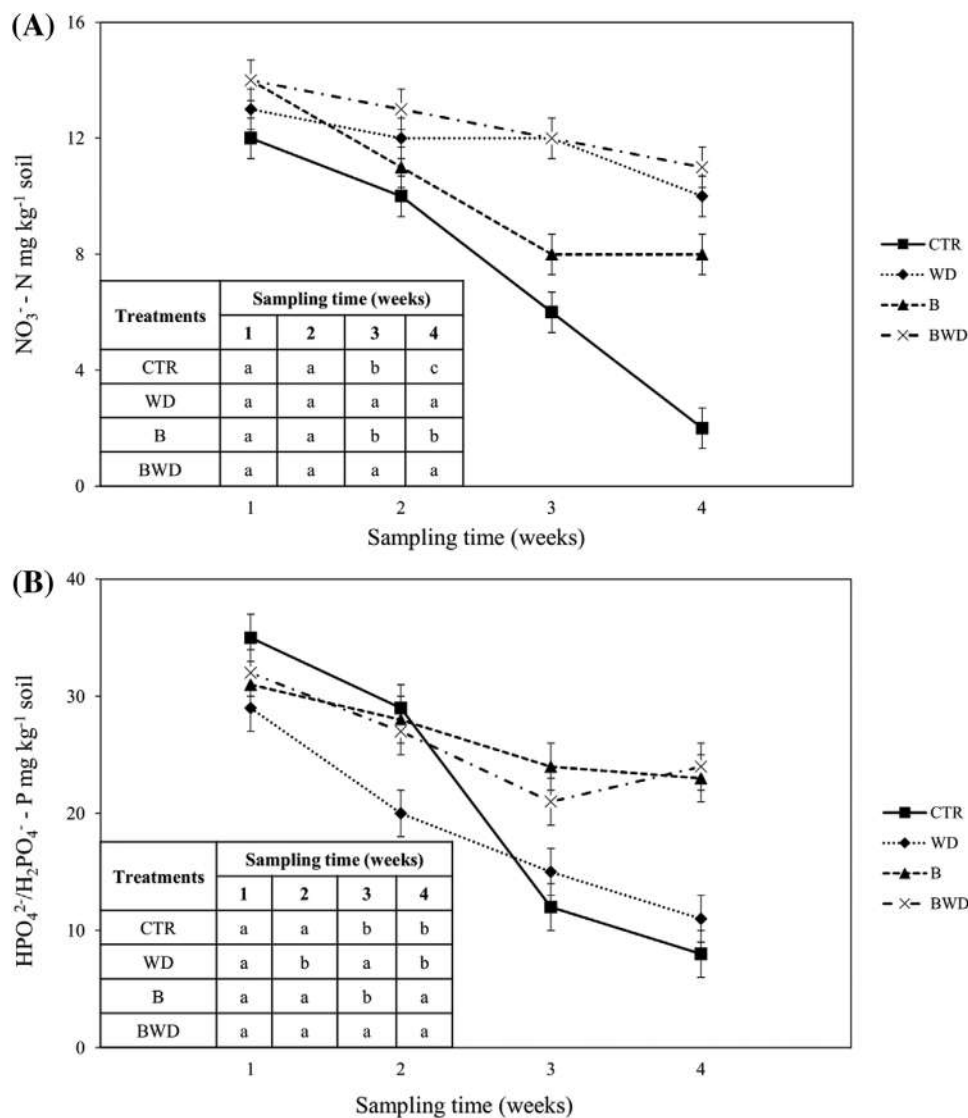 (A)
16
12
8
4
0
NO₃⁻ - N mg kg⁻¹ soil
Treatments
Sampling time (weeks)
1 2 3 4
CTR a a b c
WD a a a a
B a a b b
BWD a a a a
1 2 3 4
Sampling time (weeks)
CTR
WD
B
BWD
(B)
40
30
20
10
0
HPO₄²⁻/H₂PO₄⁻ - P mg kg⁻¹ soil
Treatments
Sampling time (weeks)
1 2 3 4
CTR a a b b
WD a b a b
B a a b a
BWD a a a a
1 2 3 4
Sampling time (weeks)
CTR
WD
B
BWD